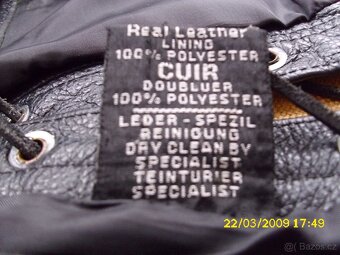 Real Leather
LINING
100% POLYESTER
CUIR
DOUBLUER
100% POLYESTER
LEDER - SPEZIL
REINIGUNG
DRY CLEAN BY
SPECIALIST
TEINTURIER
SPECIALIST
22/03/2009 17:49